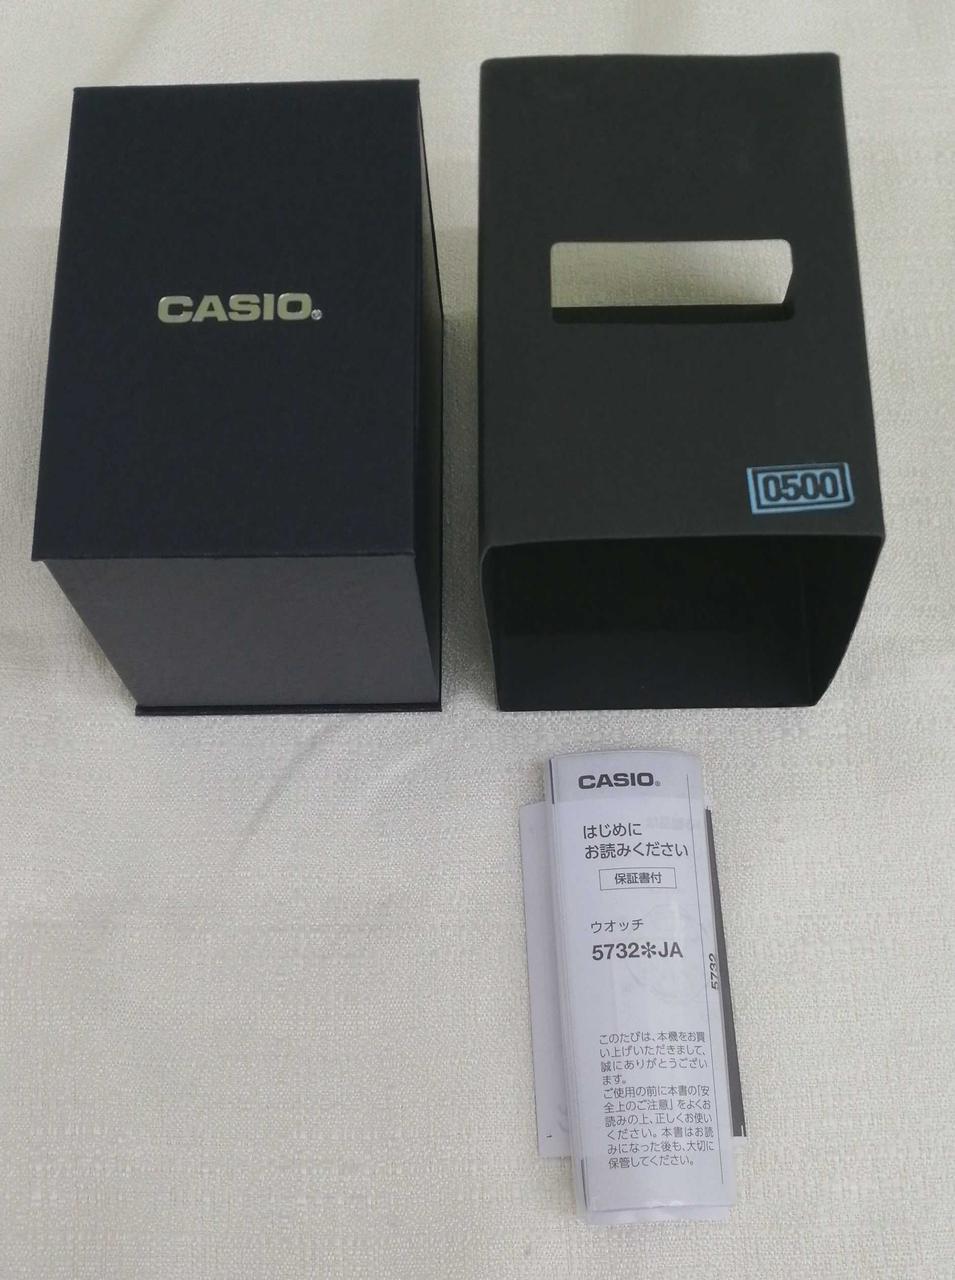 CASIO®
0500
CASIO®
はじめに
お読みください
保証書付
ウオッチ
5732✻JA
5732
このたびは、本機をお買
い上げいただきまして、
誠にありがとうござい
ます。
ご使用の前に本書の「安
全上のご注意」をよくお
読みの上、正しくお使い
ください。本書はお読
みになった後も、大切に
保管してください。